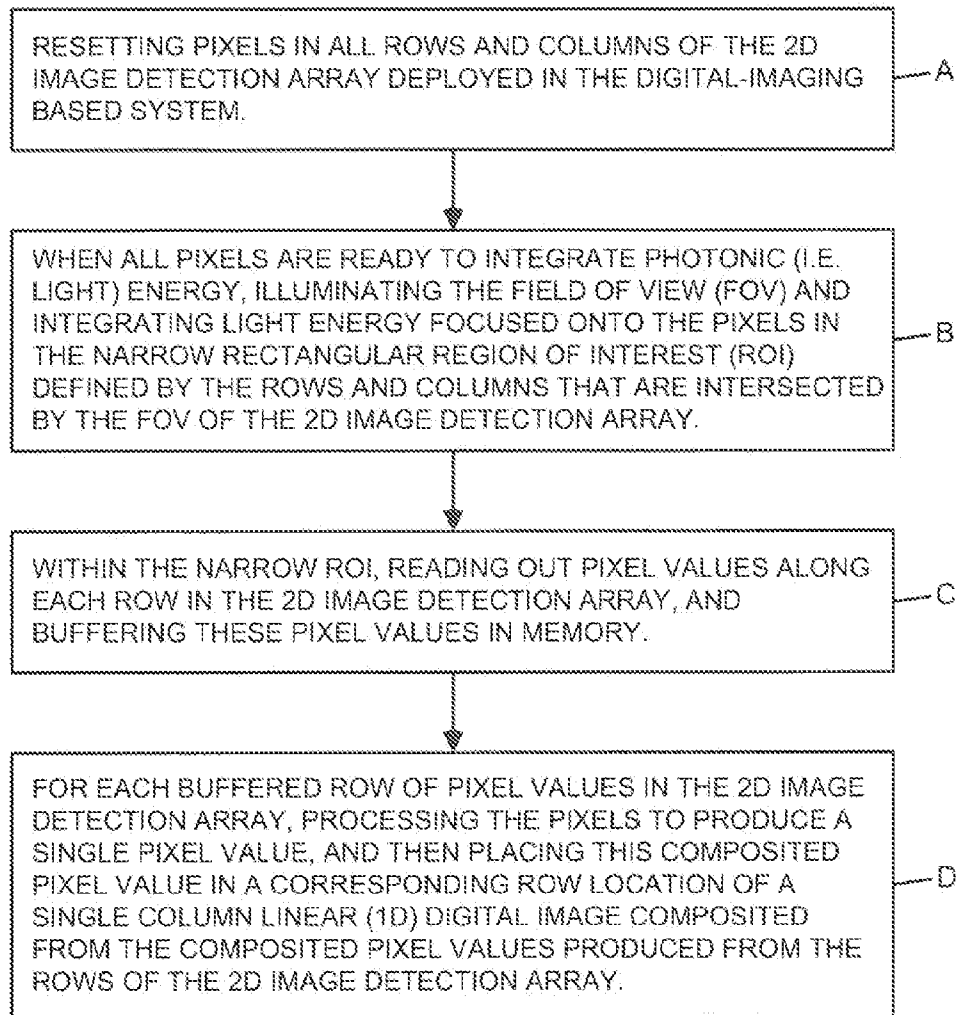 RESETTING PIXELS IN ALL ROWS AND COLUMNS OF THE 2D
IMAGE DETECTION ARRAY DEPLOYED IN THE DIGITAL-IMAGING
BASED SYSTEM.
A
WHEN ALL PIXELS ARE READY TO INTEGRATE PHOTONIC (I.E.
LIGHT) ENERGY, ILLUMINATING THE FIELD OF VIEW (FOV) AND
INTEGRATING LIGHT ENERGY FOCUSED ONTO THE PIXELS IN
THE NARROW RECTANGULAR REGION OF INTEREST (ROI)
DEFINED BY THE ROWS AND COLUMNS THAT ARE INTERSECTED
BY THE FOV OF THE 2D IMAGE DETECTION ARRAY.
B
WITHIN THE NARROW ROI, READING OUT PIXEL VALUES ALONG
EACH ROW IN THE 2D IMAGE DETECTION ARRAY, AND
BUFFERING THESE PIXEL VALUES IN MEMORY.
C
FOR EACH BUFFERED ROW OF PIXEL VALUES IN THE 2D IMAGE
DETECTION ARRAY, PROCESSING THE PIXELS TO PRODUCE A
SINGLE PIXEL VALUE, AND THEN PLACING THIS COMPOSITED
PIXEL VALUE IN A CORRESPONDING ROW LOCATION OF A
SINGLE COLUMN LINEAR (1D) DIGITAL IMAGE COMPOSITED
FROM THE COMPOSITED PIXEL VALUES PRODUCED FROM THE
ROWS OF THE 2D IMAGE DETECTION ARRAY.
D